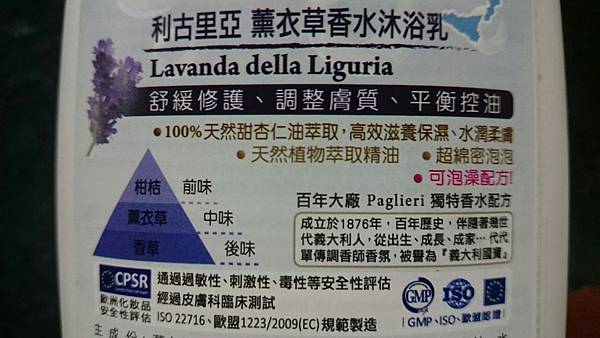 利古里亞 薰衣草香水沐浴乳
Lavanda della Liguria
舒緩修護、調整膚質、平衡控油
•100%天然甜杏仁油萃取,高效滋養保濕、水潤柔膚
•天然植物萃取精油 •超綿密泡泡
•可泡澡配方!
柑桔 前味
薰衣草 中味
香草 後味
百年大廠 Paglieri 獨特香水配方
成立於1876年,百年歷史,伴隨著幾世
代義大利人,從出生、成長、成家…代代
單傳調香師香氛,被譽為『義大利國寶』
CPSR
歐洲化妝品
安全性評估
通過過敏性、刺激性、毒性等安全性評估
經過皮膚科臨床測試
ISO 22716、歐盟1223/2009(EC)規範製造
GMP ISO
GMP、ISO、歐盟認證
主成份